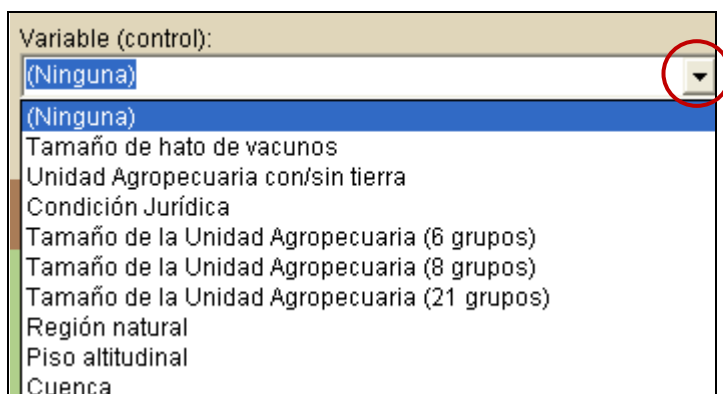 Variable (control):
(Ninguna)
(Ninguna)
Tamaño de hato de vacunos
Unidad Agropecuaria con/sin tierra
Condición Jurídica
Tamaño de la Unidad Agropecuaria (6 grupos)
Tamaño de la Unidad Agropecuaria (8 grupos)
Tamaño de la Unidad Agropecuaria (21 grupos)
Región natural
Piso altitudinal
Cuenca